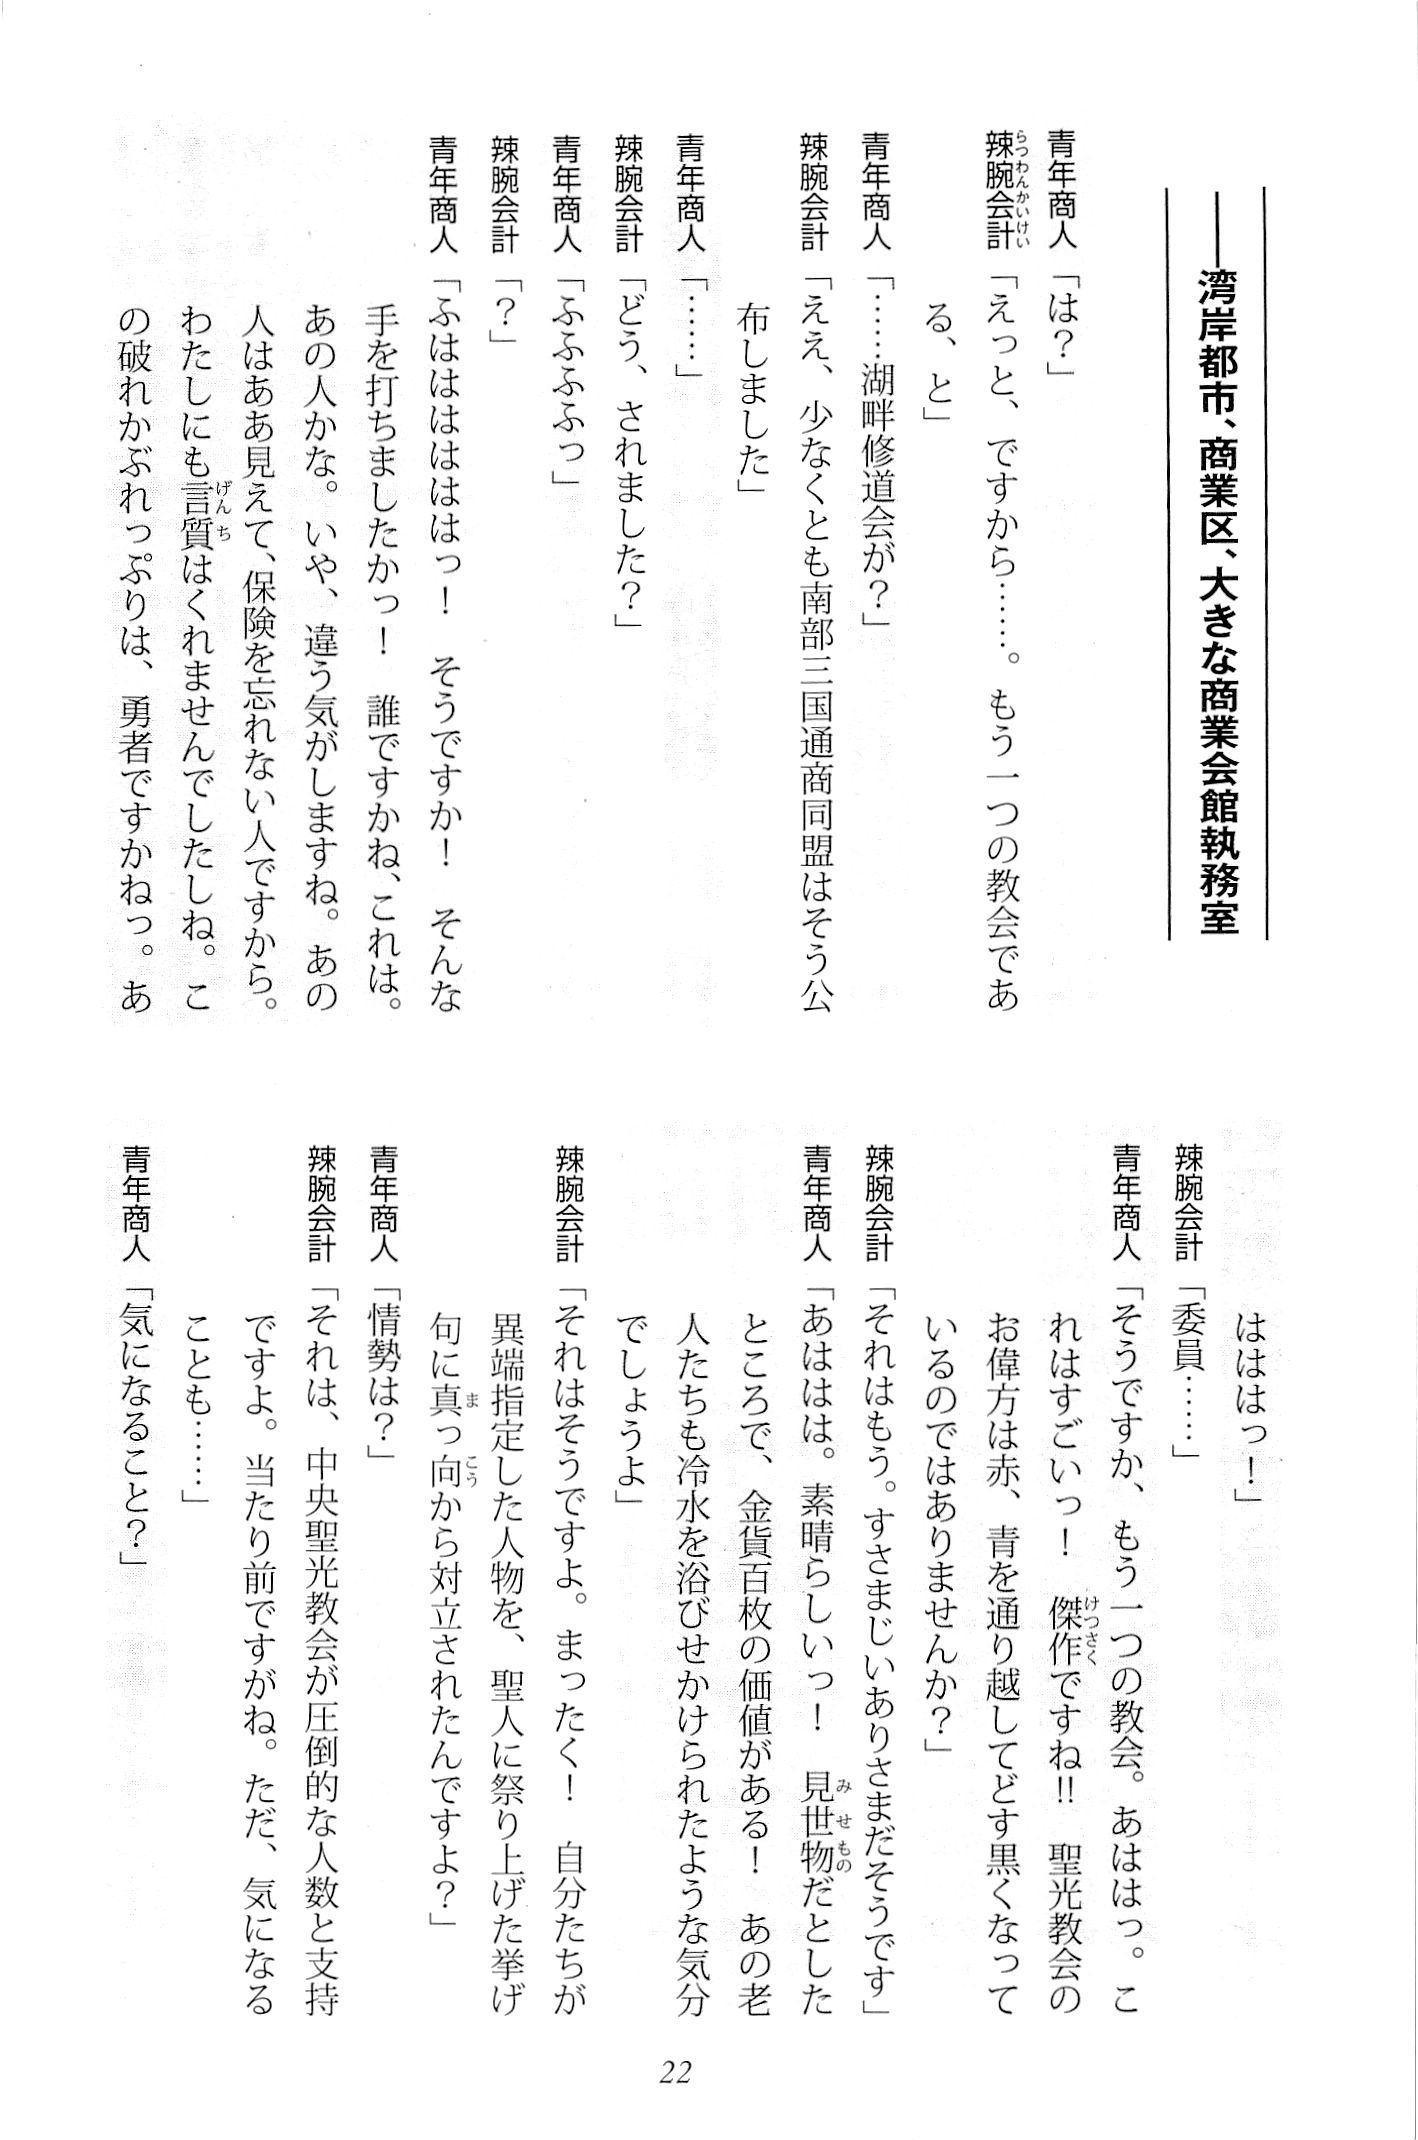 ――湾岸都市、商業区、大きな商業会館執務室
青年商人「は？」
辣腕会計「えっと、ですから……。もう一つの教会であ
る、と」
青年商人「……湖畔修道会が？」
辣腕会計「ええ、少なくとも南部三国通商同盟はそう公
布しました」
青年商人「……」
辣腕会計「どう、されました？」
青年商人「ふふふふっ」
辣腕会計「？」
青年商人「ふはははははっ！　そうですか！　そんな
手を打ちましたかっ！　誰ですかね、これは。
あの人かな。いや、違う気がしますね。あの
人はああ見えて、保険を忘れない人ですから。
わたしにも言質はくれませんでしたしね。こ
の破れかぶれっぷりは、勇者ですかねっ。あ
はははっ！」
辣腕会計「委員……」
青年商人「そうですか、もう一つの教会。あははっ。こ
れはすごいっ！　傑作ですね!!　聖光教会の
お偉方は赤、青を通り越してどす黒くなって
いるのではありませんか？」
辣腕会計「それはもう。すさまじいありさまだそうです」
青年商人「あははは。素晴らしいっ！　見世物だとした
ところで、金貨百枚の価値がある！　あの老
人たちも冷水を浴びせかけられたような気分
でしょうよ」
辣腕会計「それはそうですよ。まったく！　自分たちが
異端指定した人物を、聖人に祭り上げた挙げ
句に真っ向から対立されたんですよ？」
青年商人「情勢は？」
辣腕会計「それは、中央聖光教会が圧倒的な人数と支持
ですよ。当たり前ですがね。ただ、気になる
ことも……」
青年商人「気になること？」
22